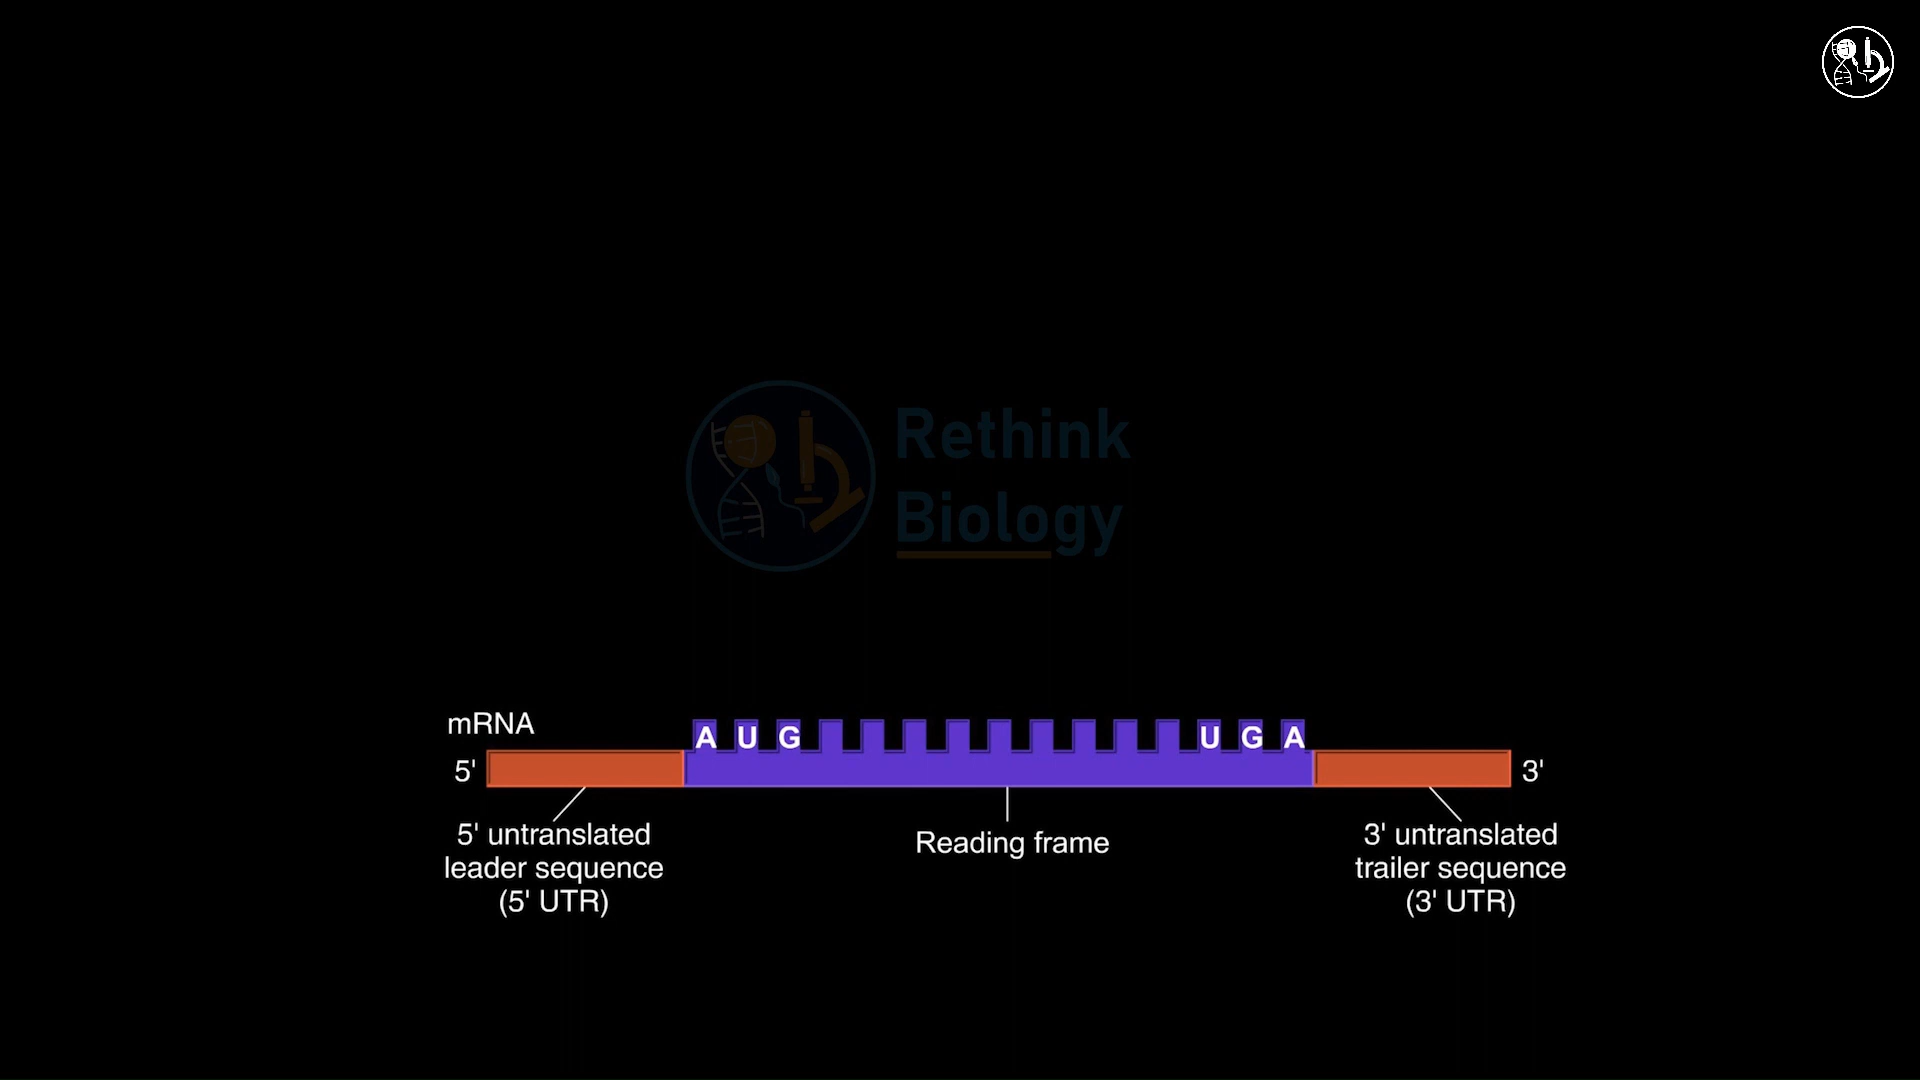 Rethink
Biology
mRNA
A U G U G A
5' 3'
5' untranslated
leader sequence
(5' UTR)
Reading frame
3' untranslated
trailer sequence
(3' UTR)